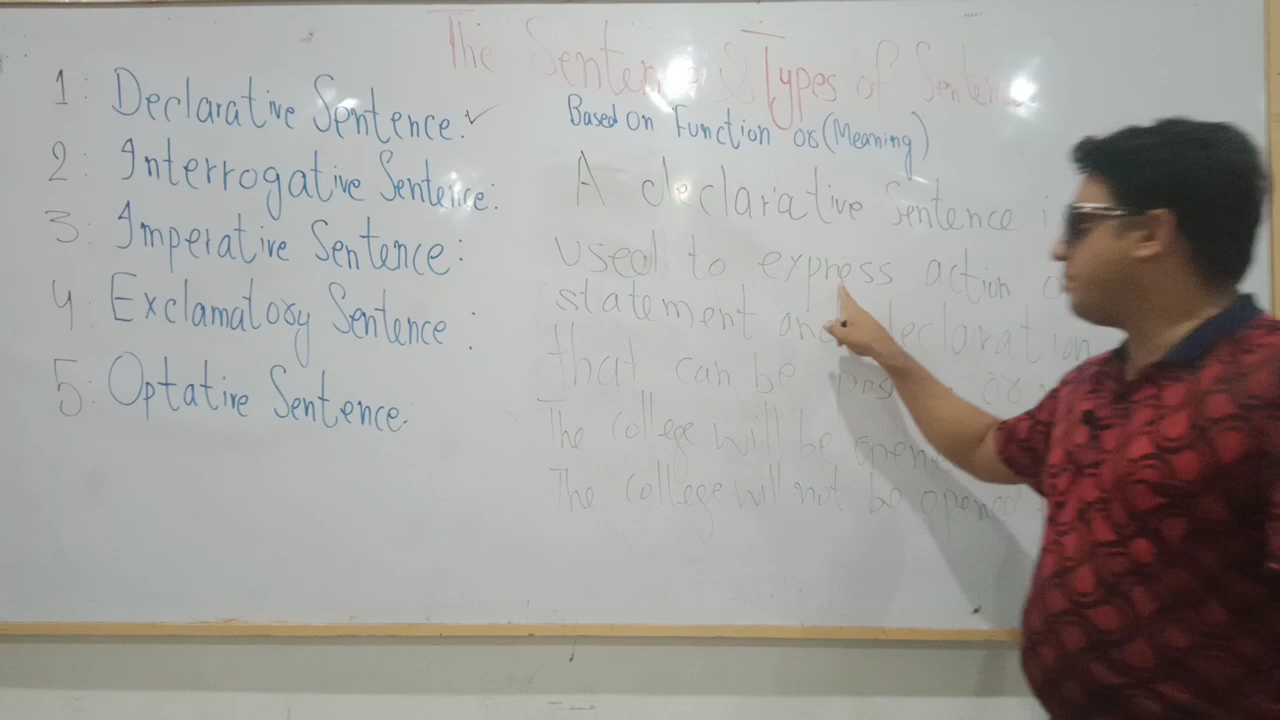 The Sentence & Types of Sentence
Based on Function or (Meaning)
1: Declarative Sentence:
2: Interrogative Sentence:
3: Imperative Sentence:
4: Exclamatory Sentence:
5: Optative Sentence:
A declarative Sentence
used to express action
statement and declaration
that can be or
The College will be
The College will not be opened